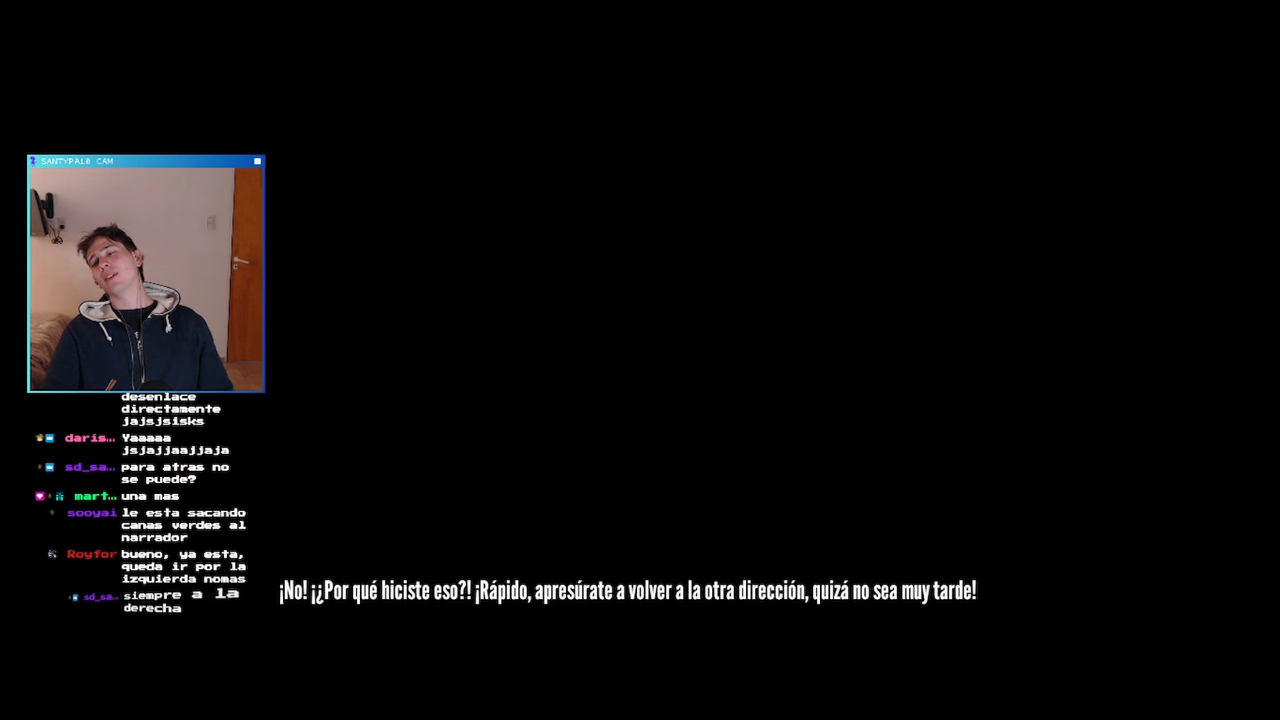 SANTYPA10 CAM
desenlace
directamente
jajsjsisks
daris... Yaaaaa
jsjajjaajjaja
sd_sa... para atras no
se puede?
mart... una mas
sooyai le esta sacando
canas verdes al
narrador
Royfor bueno, ya esta,
queda ir por la
izquierda nomas
sd_sa... siempre a la
derecha
¡No! ¡¿Por qué hiciste eso?! ¡Rápido, apresúrate a volver a la otra dirección, quizá no sea muy tarde!